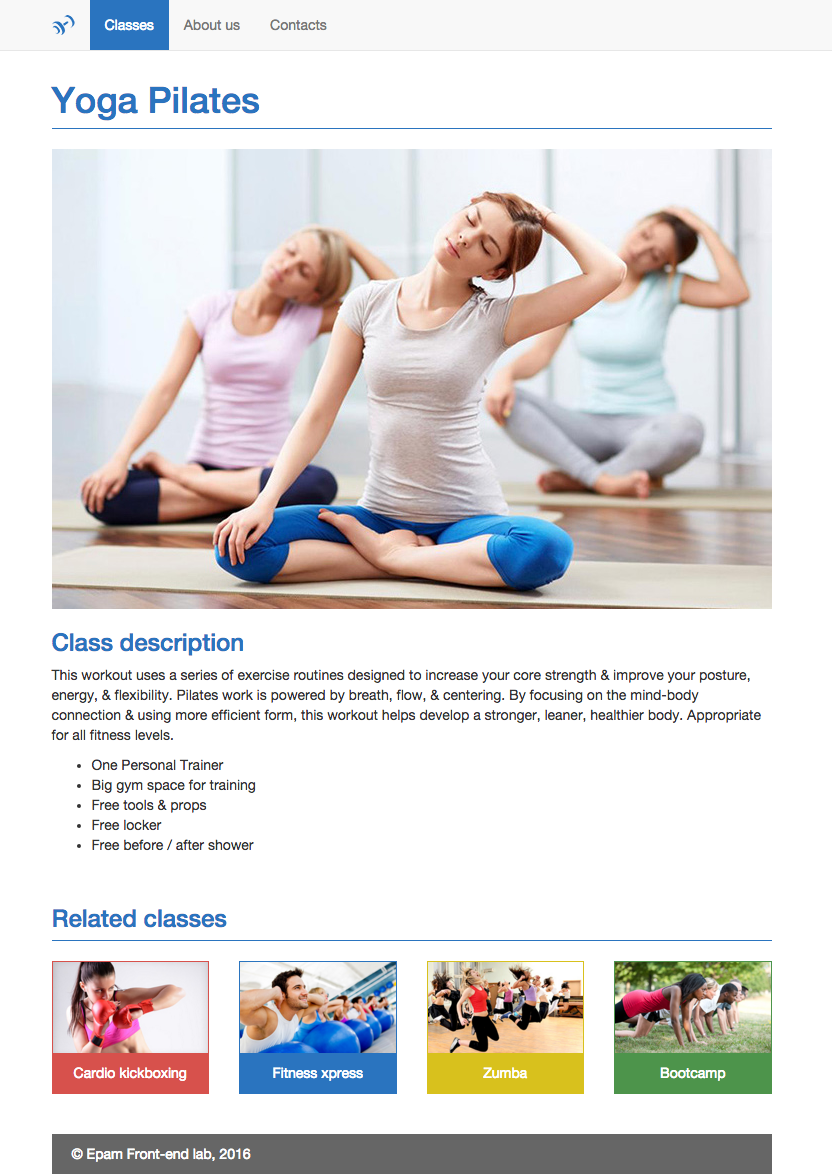 Classes About us Contacts
Yoga Pilates
Class description
This workout uses a series of exercise routines designed to increase your core strength & improve your posture,
energy, & flexibility. Pilates work is powered by breath, flow, & centering. By focusing on the mind-body
connection & using more efficient form, this workout helps develop a stronger, leaner, healthier body. Appropriate
for all fitness levels.
• One Personal Trainer
• Big gym space for training
• Free tools & props
• Free locker
• Free before / after shower
Related classes
Cardio kickboxing Fitness xpress Zumba Bootcamp
© Epam Front-end lab, 2016